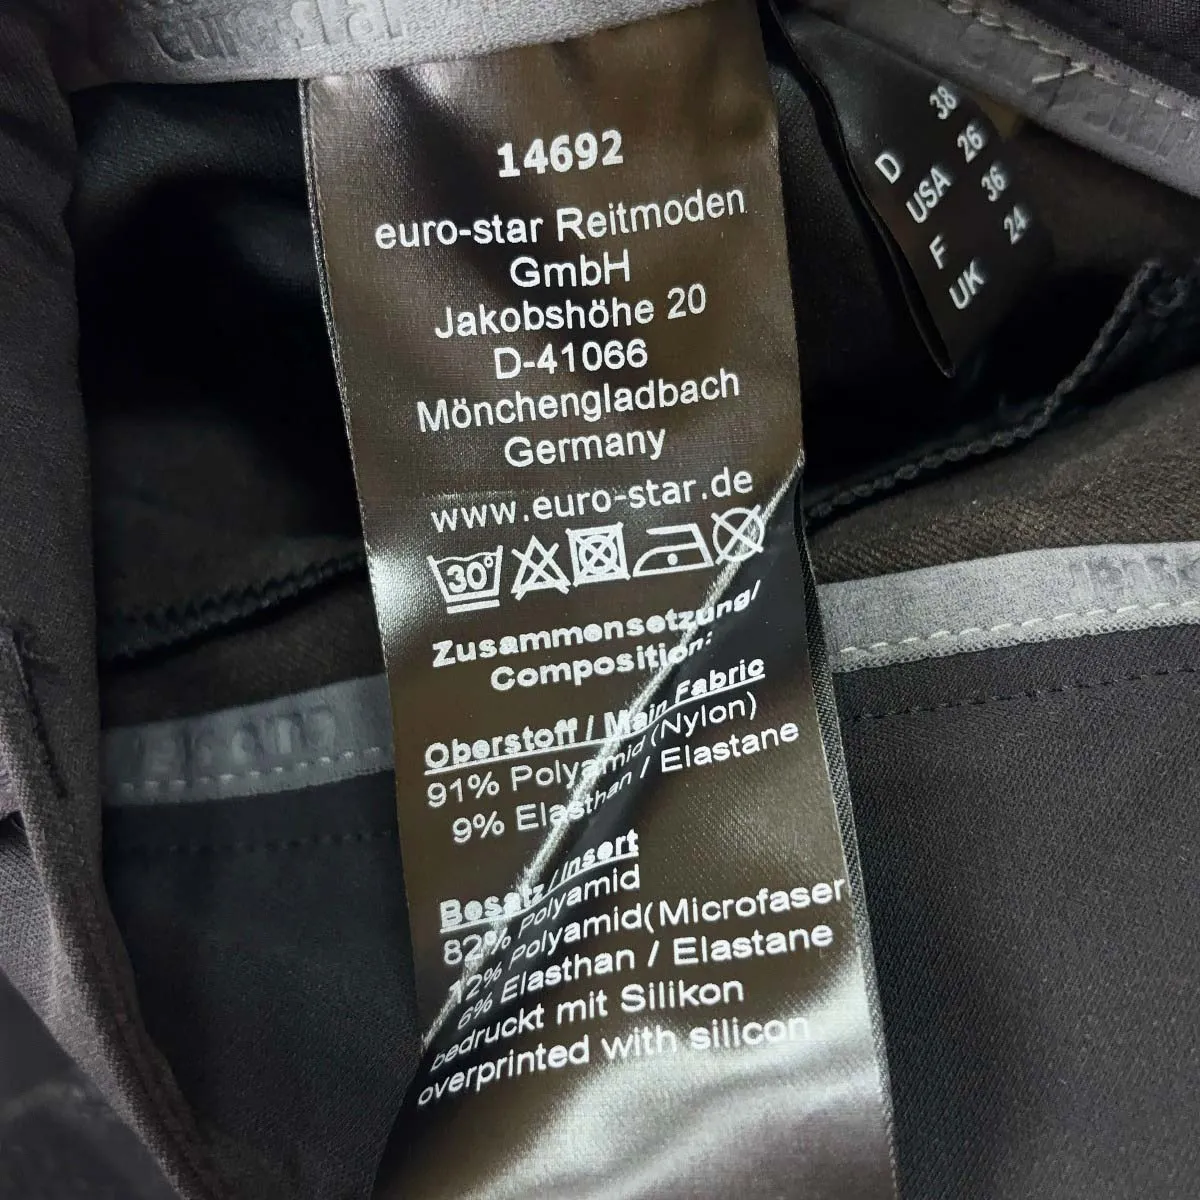 euro-star
14692
euro-star Reitmoden
GmbH
Jakobshöhe 20
D-41066
Mönchengladbach
Germany
www.euro-star.de
30°
Zusammensetzung/
Composition:
Oberstoff / Main Fabric
91% Polyamid (Nylon)
9% Elasthan / Elastane
Besatz/Insert
82% Polyamid
12% Polyamid(Microfaser
6% Elasthan / Elastane
bedruckt mit Silikon
overprinted with silicon
D 38
USA 26
F 36
UK 24